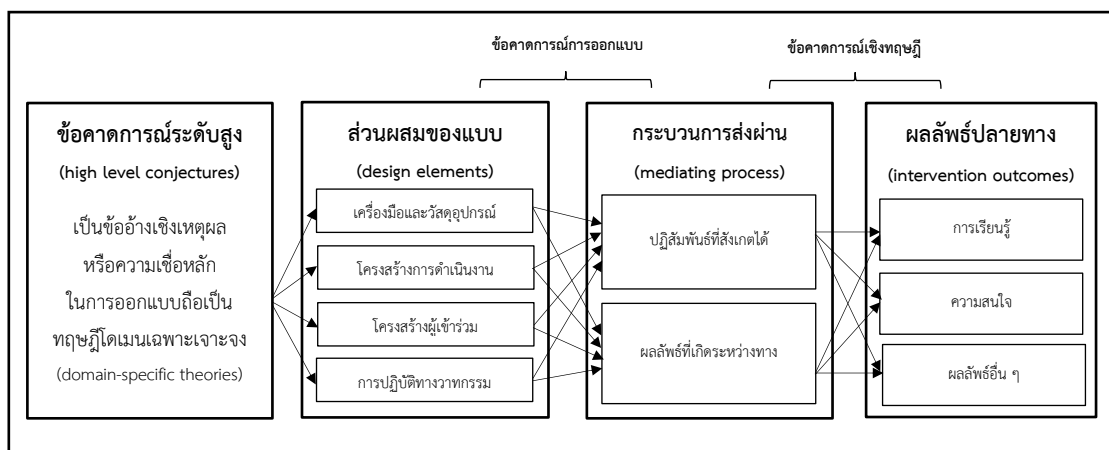 ข้อคาดการณ์การออกแบบ
ข้อคาดการณ์เชิงทฤษฎี
ข้อคาดการณ์ระดับสูง
(high level conjectures)
เป็นข้ออ้างเชิงเหตุผล
หรือความเชื่อหลัก
ในการออกแบบถือเป็น
ทฤษฎีโดเมนเฉพาะเจาะจง
(domain-specific theories)
ส่วนผสมของแบบ
(design elements)
เครื่องมือและวัสดุอุปกรณ์
โครงสร้างการดำเนินงาน
โครงสร้างผู้เข้าร่วม
การปฏิบัติทางวาทกรรม
กระบวนการส่งผ่าน
(mediating process)
ปฏิสัมพันธ์ที่สังเกตได้
ผลลัพธ์ที่เกิดระหว่างทาง
ผลลัพธ์ปลายทาง
(intervention outcomes)
การเรียนรู้
ความสนใจ
ผลลัพธ์อื่น ๆ